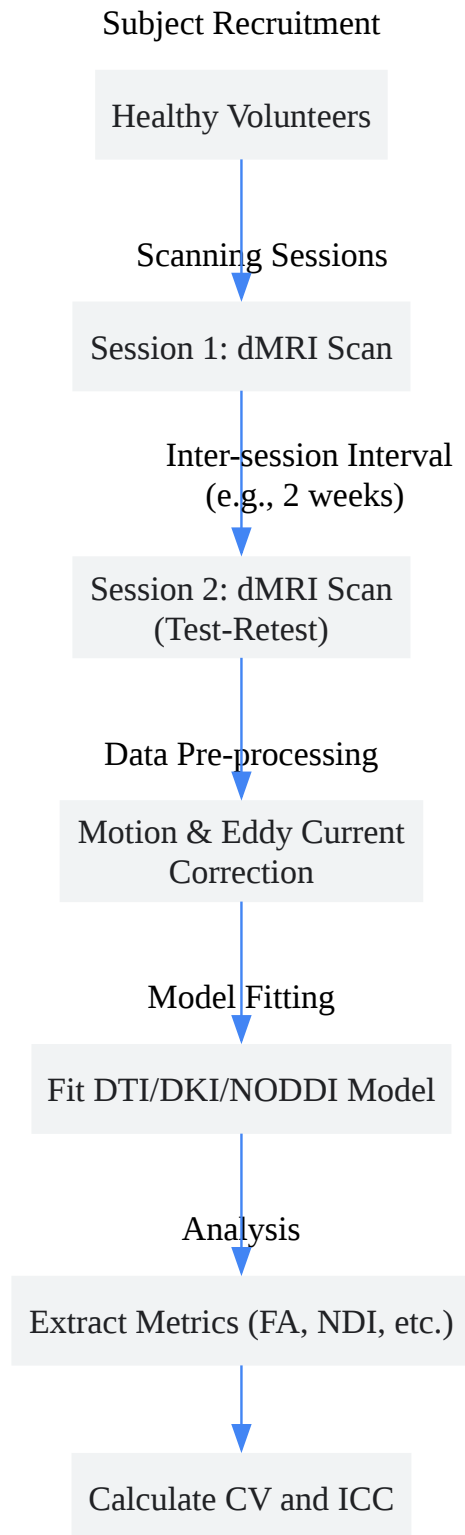 Subject Recruitment
Healthy Volunteers
Scanning Sessions
Session 1: dMRI Scan
Inter-session Interval
(e.g., 2 weeks)
Session 2: dMRI Scan
(Test-Retest)
Data Pre-processing
Motion & Eddy Current
Correction
Model Fitting
Fit DTI/DKI/NODDI Model
Analysis
Extract Metrics (FA, NDI, etc.)
Calculate CV and ICC